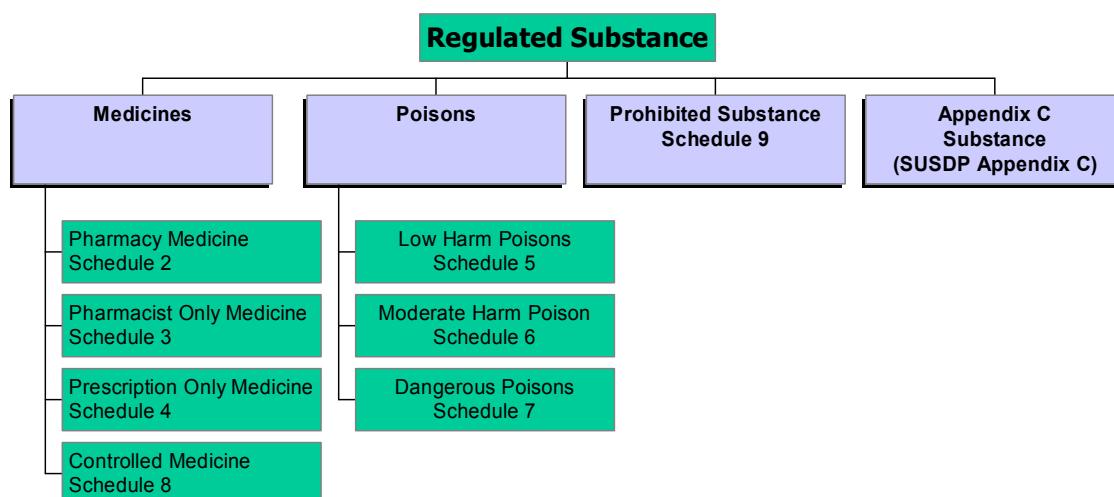 Regulated Substance
Medicines
Poisons
Prohibited Substance
Schedule 9
Appendix C
Substance
(SUSDP Appendix C)
Pharmacy Medicine
Schedule 2
Pharmacist Only Medicine
Schedule 3
Prescription Only Medicine
Schedule 4
Controlled Medicine
Schedule 8
Low Harm Poisons
Schedule 5
Moderate Harm Poison
Schedule 6
Dangerous Poisons
Schedule 7